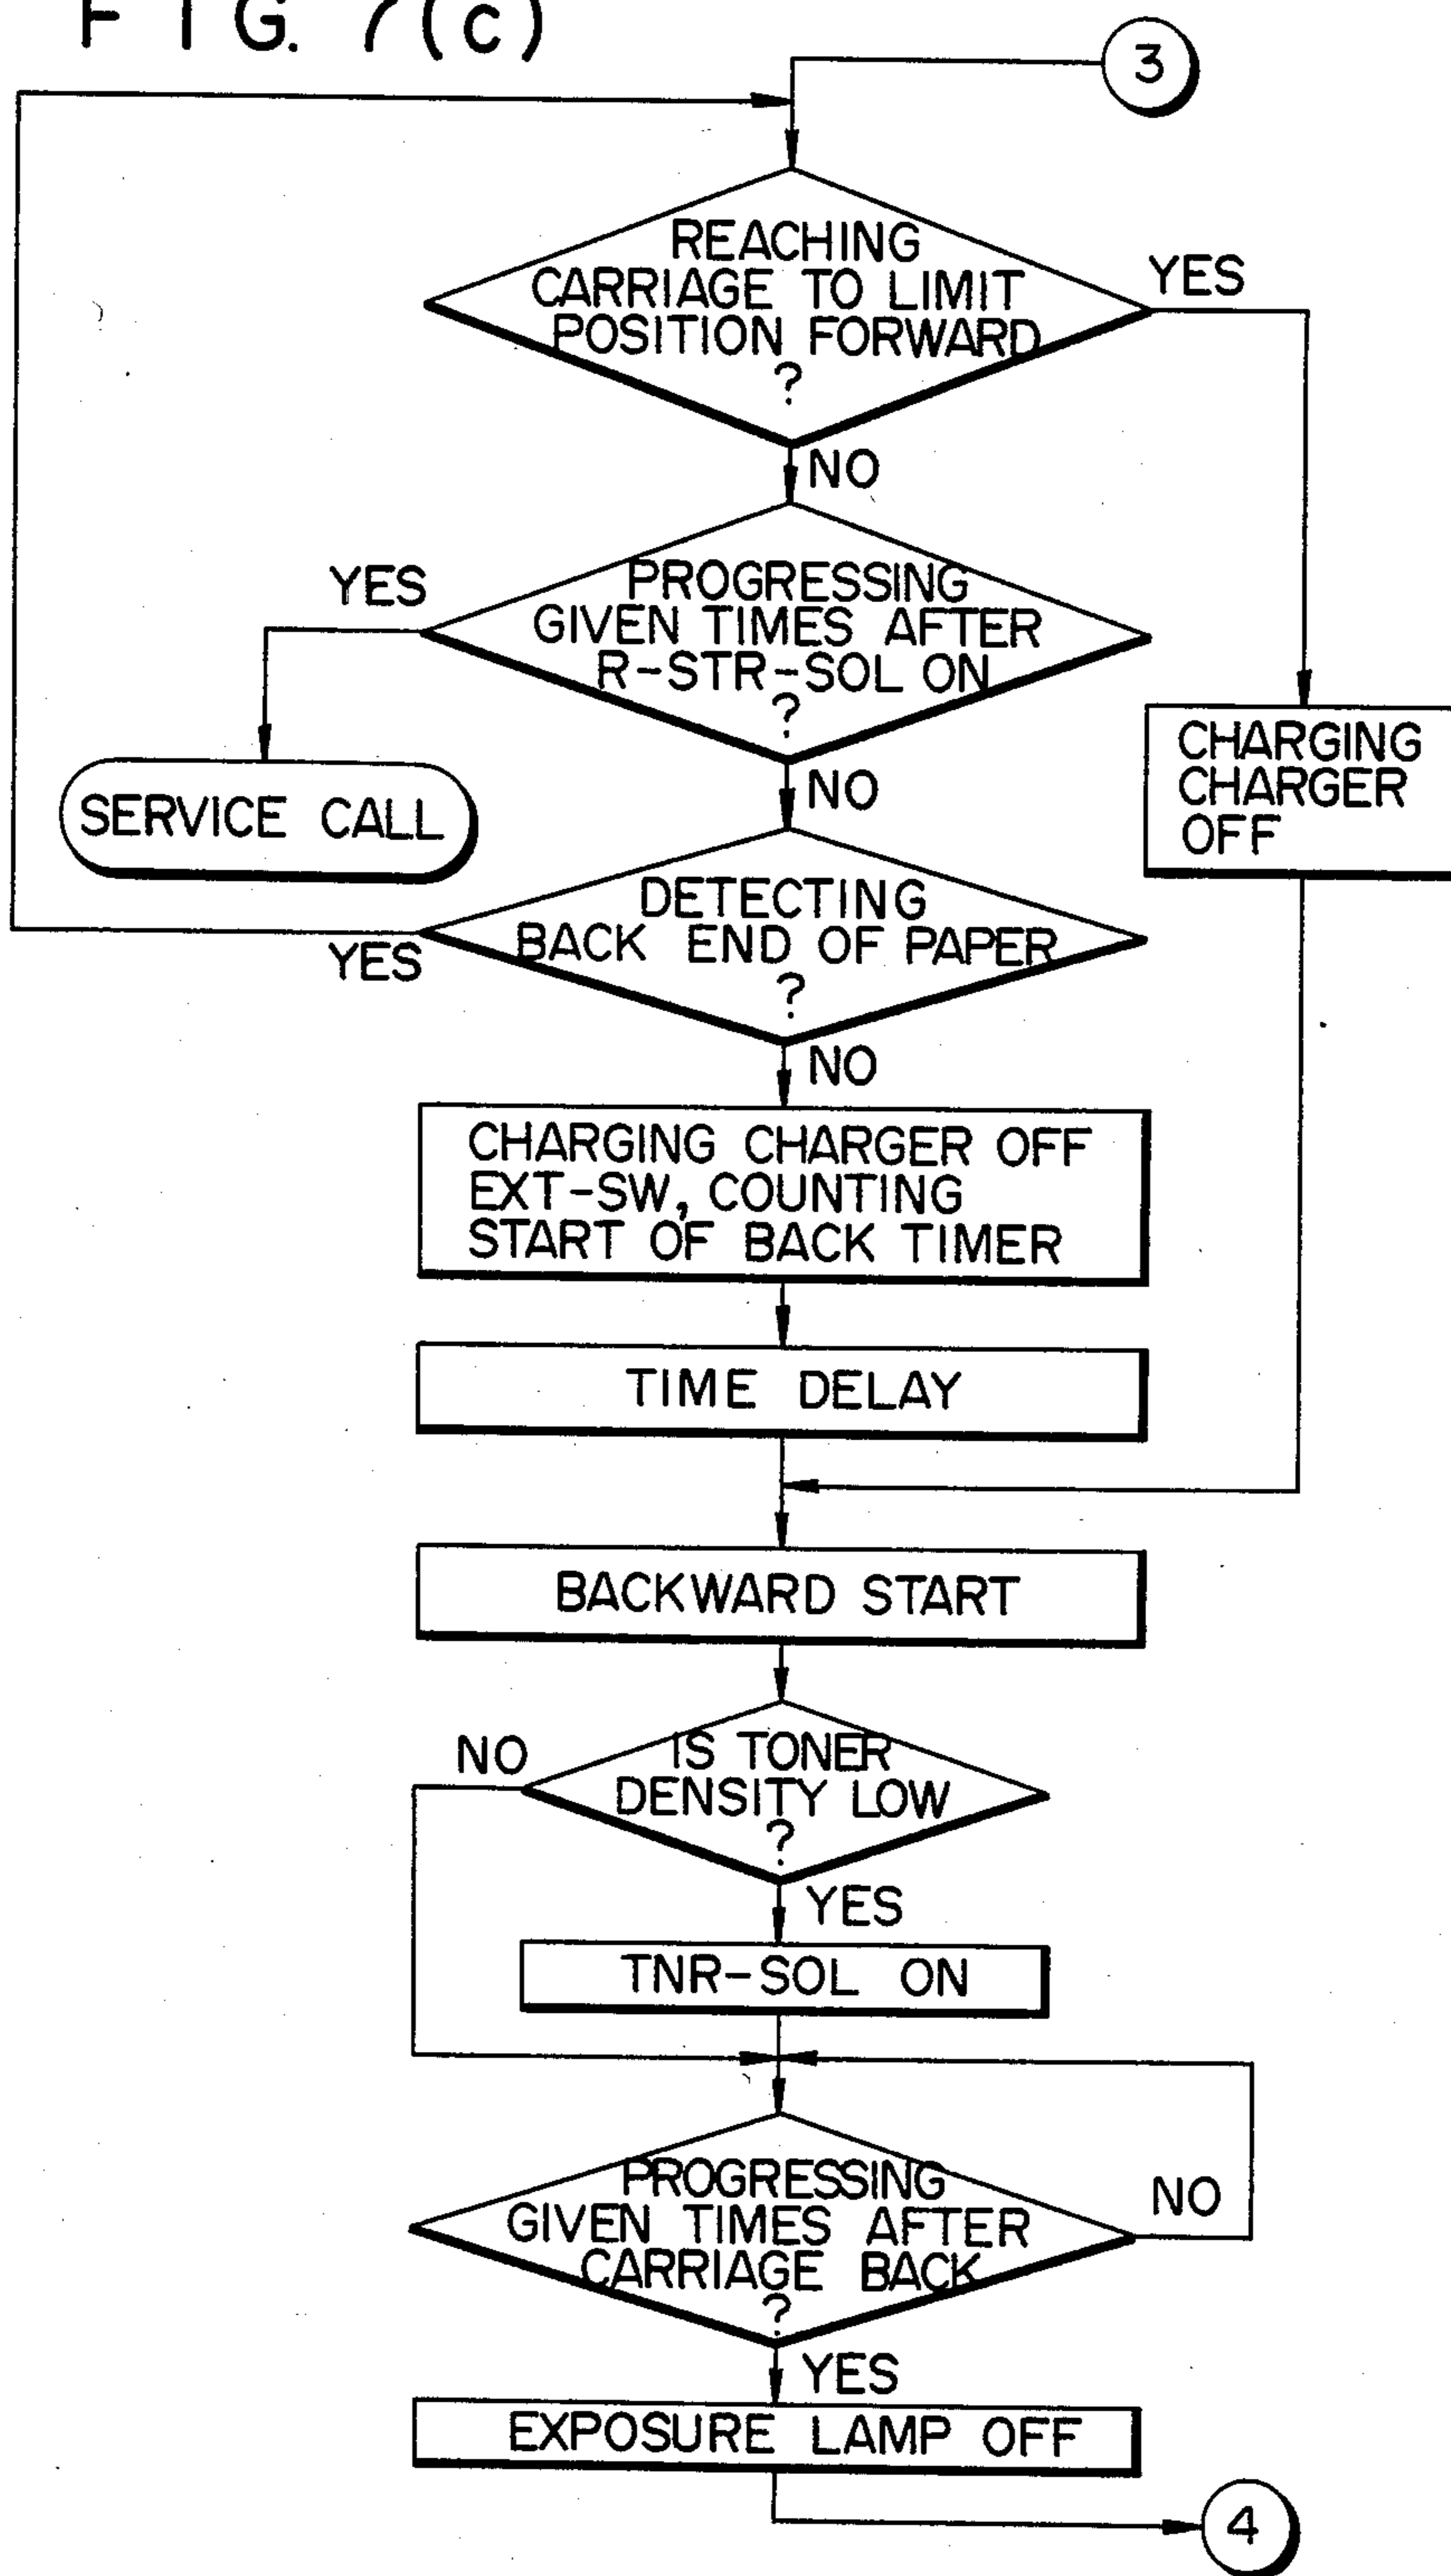 FIG. 7(c)
3
REACHING
CARRIAGE TO LIMIT
POSITION FORWARD
?
YES
NO
PROGRESSING
GIVEN TIMES AFTER
R-STR-SOL ON
?
YES
NO
SERVICE CALL
CHARGING
CHARGER
OFF
DETECTING
BACK END OF PAPER
?
YES
NO
CHARGING CHARGER OFF
EXT-SW, COUNTING
START OF BACK TIMER
TIME DELAY
BACKWARD START
IS TONER
DENSITY LOW
?
NO
YES
TNR-SOL ON
PROGRESSING
GIVEN TIMES AFTER
CARRIAGE BACK
?
NO
YES
EXPOSURE LAMP OFF
4